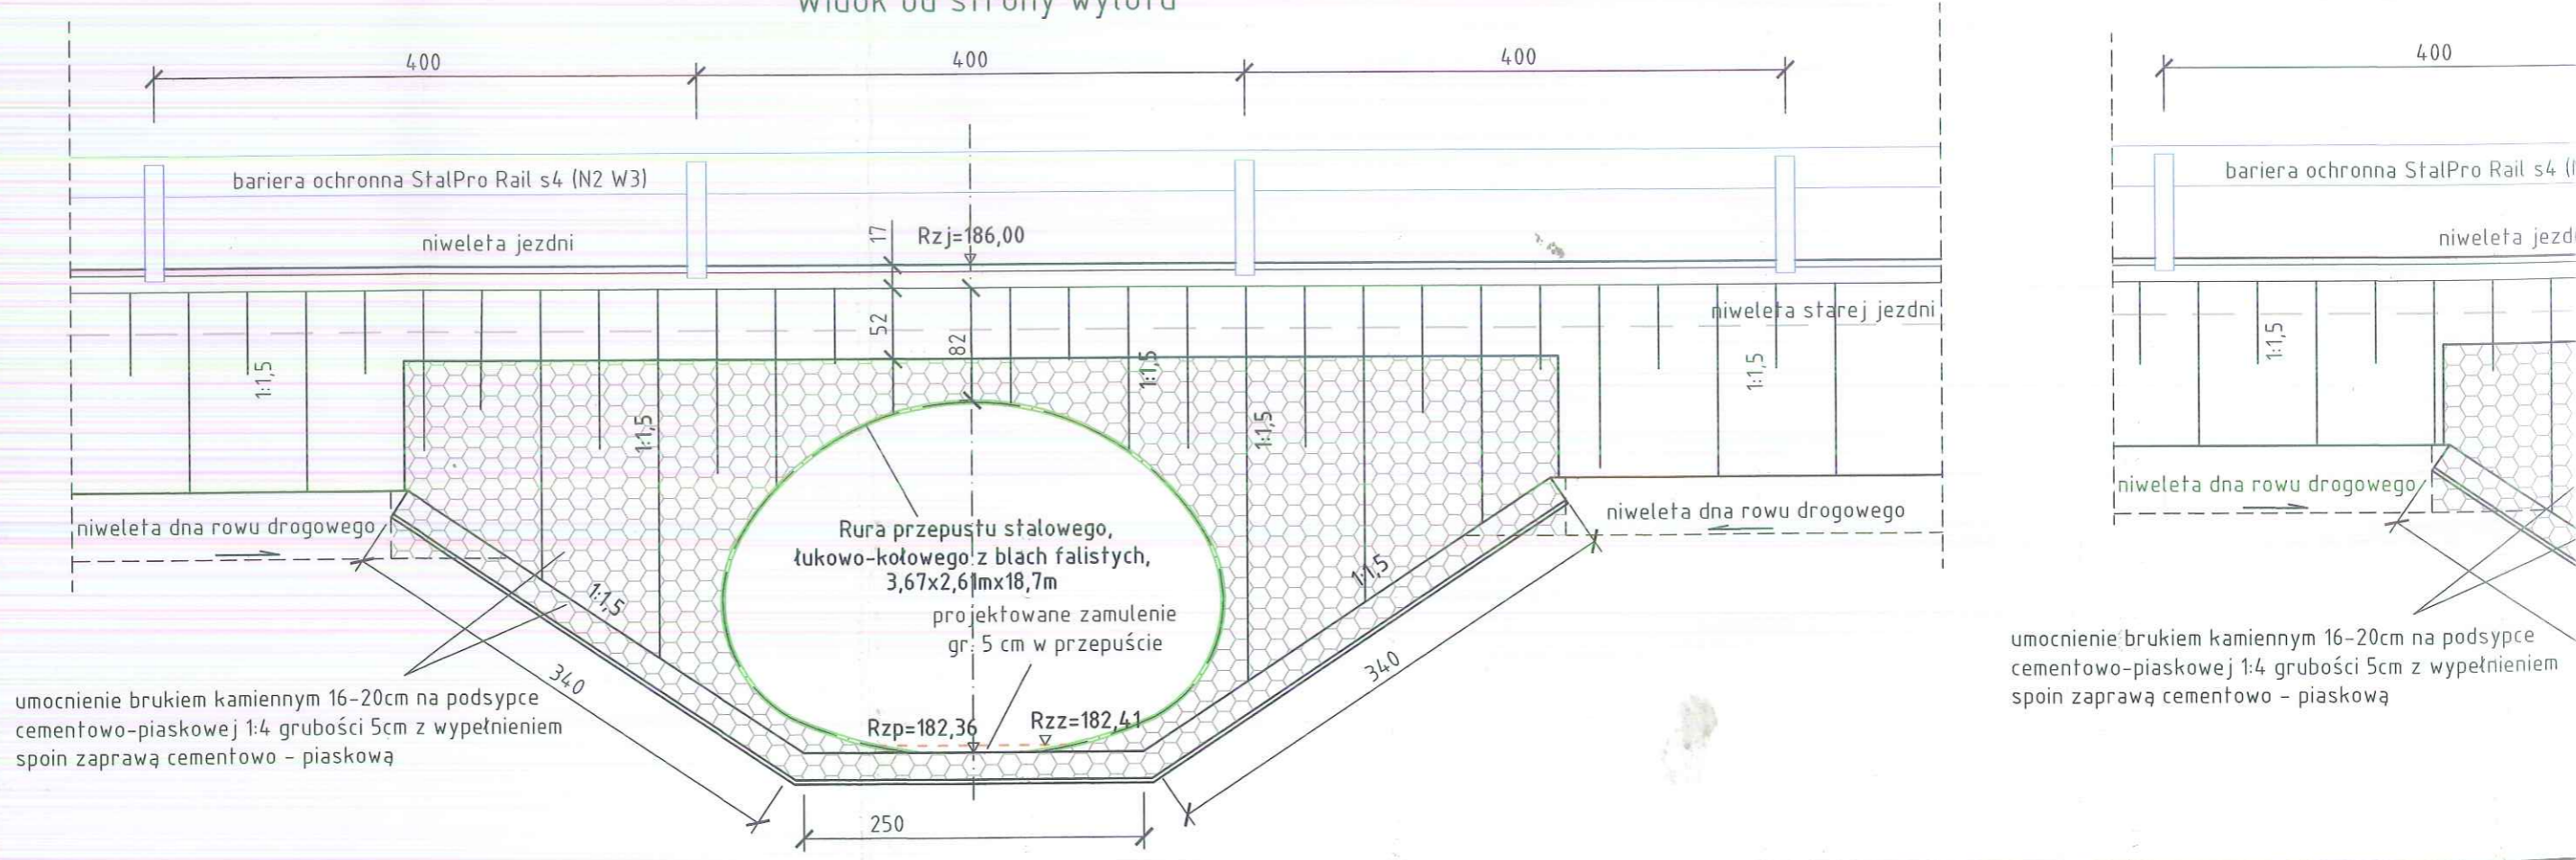 Widok od strony wylotu
400
400
400
400
bariera ochronna StalPro Rail s4 (N2 W3)
bariera ochronna StalPro Rail s4 (
17
Rzj=186,00
niweleta jezdni
niweleta jezd
niweleta starej jezdni
52
82
1:1,5
1:1,5
1:1,5
1:1,5
1:1,5
1:1,5
niweleta dna rowu drogowego
niweleta dna rowu drogowego
niweleta dna rowu drogowego
Rura przepustu stalowego,
łukowo-kołowego z blach falistych,
3,67x2,61mx18,7m
projektowane zamulenie
gr. 5 cm w przepuście
1:1,5
1:1,5
340
340
Rzp=182,36
Rzz=182,41
250
umocnienie brukiem kamiennym 16-20cm na podsypce
cementowo-piaskowej 1:4 grubości 5cm z wypełnieniem
spoin zaprawą cementowo - piaskową
umocnienie brukiem kamiennym 16-20cm na podsypce
cementowo-piaskowej 1:4 grubości 5cm z wypełnieniem
spoin zaprawą cementowo - piaskową